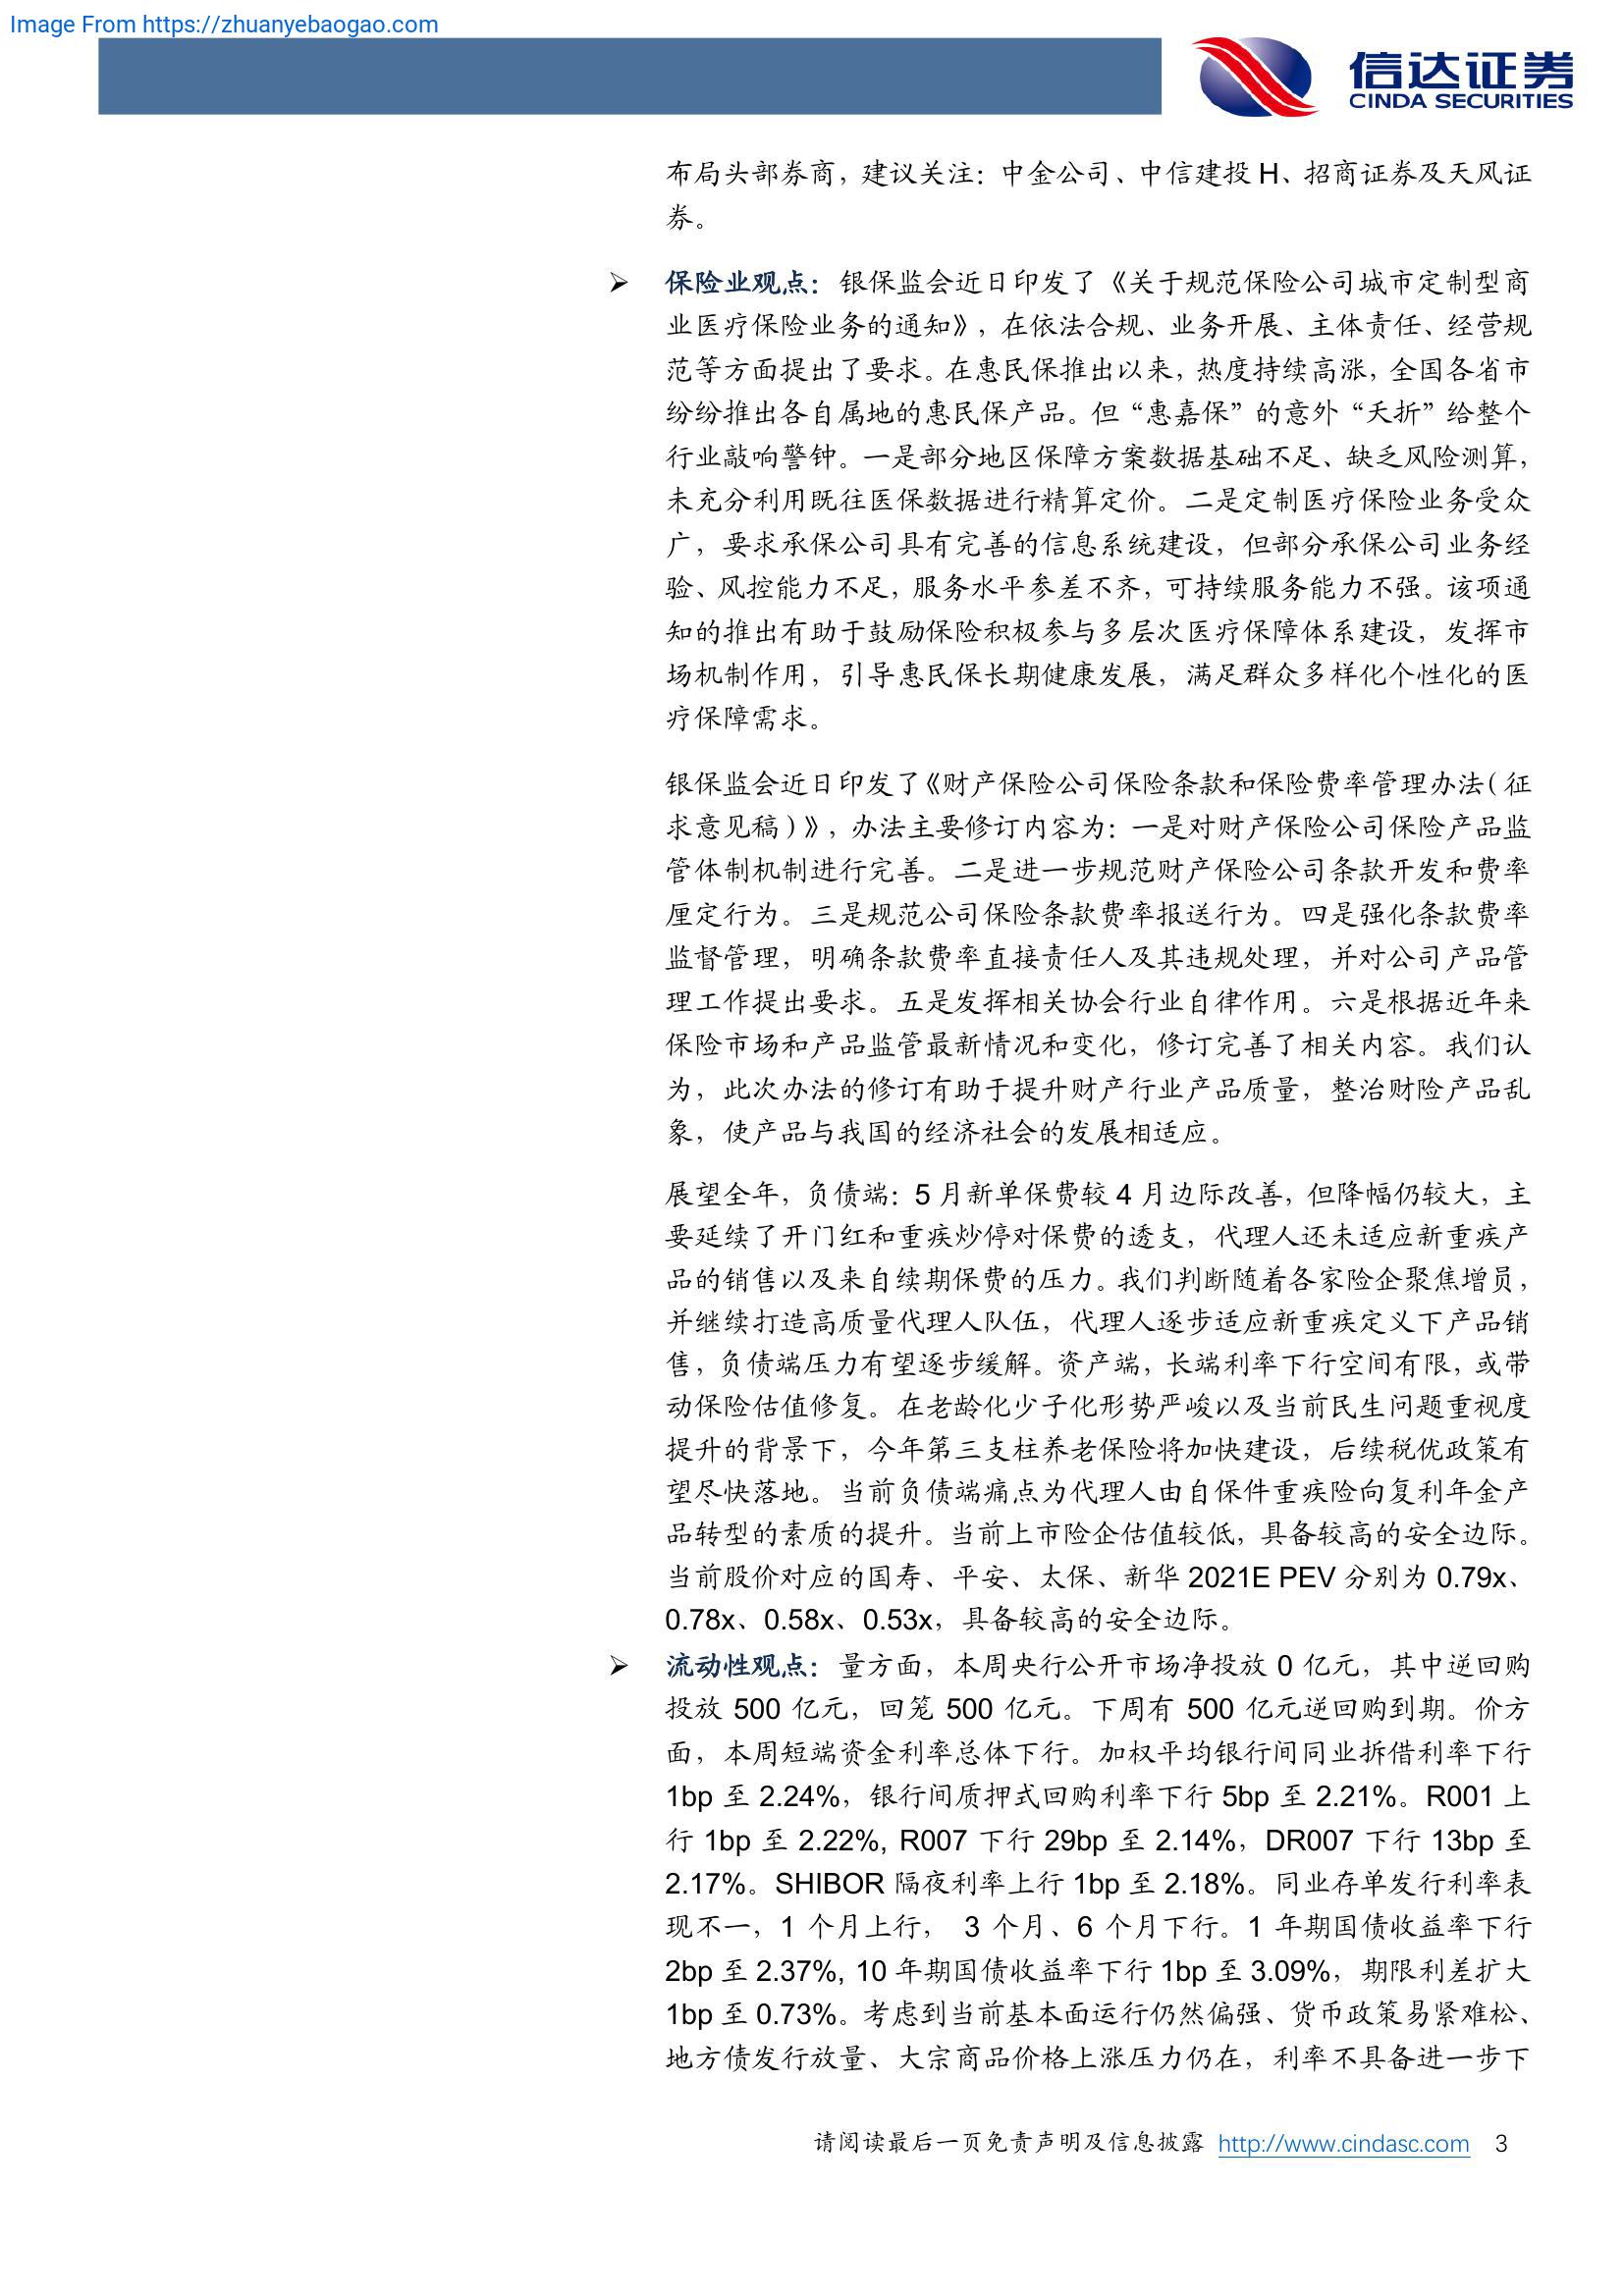 Image From https://zhuanyebaogao.com
信达证券
CINDA SECURITIES
布局头部券商，建议关注：中金公司、中信建投 H、招商证券及天风证
券。
➢ 保险业观点：银保监会近日印发了《关于规范保险公司城市定制型商
业医疗保险业务的通知》，在依法合规、业务开展、主体责任、经营规
范等方面提出了要求。在惠民保推出以来，热度持续高涨，全国各省市
纷纷推出各自属地的惠民保产品。但“惠嘉保”的意外“夭折”给整个
行业敲响警钟。一是部分地区保障方案数据基础不足、缺乏风险测算，
未充分利用既往医保数据进行精算定价。二是定制医疗保险业务受众
广，要求承保公司具有完善的信息系统建设，但部分承保公司业务经
验、风控能力不足，服务水平参差不齐，可持续服务能力不强。该项通
知的推出有助于鼓励保险积极参与多层次医疗保障体系建设，发挥市
场机制作用，引导惠民保长期健康发展，满足群众多样化个性化的医
疗保障需求。
银保监会近日印发了《财产保险公司保险条款和保险费率管理办法（征
求意见稿）》，办法主要修订内容为：一是对财产保险公司保险产品监
管体制机制进行完善。二是进一步规范财产保险公司条款开发和费率
厘定行为。三是规范公司保险条款费率报送行为。四是强化条款费率
监督管理，明确条款费率直接责任人及其违规处理，并对公司产品管
理工作提出要求。五是发挥相关协会行业自律作用。六是根据近年来
保险市场和产品监管最新情况和变化，修订完善了相关内容。我们认
为，此次办法的修订有助于提升财产行业产品质量，整治财险产品乱
象，使产品与我国的经济社会的发展相适应。
展望全年，负债端：5 月新单保费较 4 月边际改善，但降幅仍较大，主
要延续了开门红和重疾炒停对保费的透支，代理人还未适应新重疾产
品的销售以及来自续期保费的压力。我们判断随着各家险企聚焦增员，
并继续打造高质量代理人队伍，代理人逐步适应新重疾定义下产品销
售，负债端压力有望逐步缓解。资产端，长端利率下行空间有限，或带
动保险估值修复。在老龄化少子化形势严峻以及当前民生问题重视度
提升的背景下，今年第三支柱养老保险将加快建设，后续税优政策有
望尽快落地。当前负债端痛点为代理人由自保件重疾险向复利年金产
品转型的素质的提升。当前上市险企估值较低，具备较高的安全边际。
当前股价对应的国寿、平安、太保、新华 2021E PEV 分别为 0.79x、
0.78x、0.58x、0.53x，具备较高的安全边际。
➢ 流动性观点：量方面，本周央行公开市场净投放 0 亿元，其中逆回购
投放 500 亿元，回笼 500 亿元。下周有 500 亿元逆回购到期。价方
面，本周短端资金利率总体下行。加权平均银行间同业拆借利率下行
1bp 至 2.24%，银行间质押式回购利率下行 5bp 至 2.21%。R001 上
行 1bp 至 2.22%, R007 下行 29bp 至 2.14%，DR007 下行 13bp 至
2.17%。SHIBOR 隔夜利率上行 1bp 至 2.18%。同业存单发行利率表
现不一，1 个月上行， 3 个月、6 个月下行。1 年期国债收益率下行
2bp 至 2.37%, 10 年期国债收益率下行 1bp 至 3.09%，期限利差扩大
1bp 至 0.73%。考虑到当前基本面运行仍然偏强、货币政策易紧难松、
地方债发行放量、大宗商品价格上涨压力仍在，利率不具备进一步下
请阅读最后一页免责声明及信息披露 http://www.cindasc.com 3